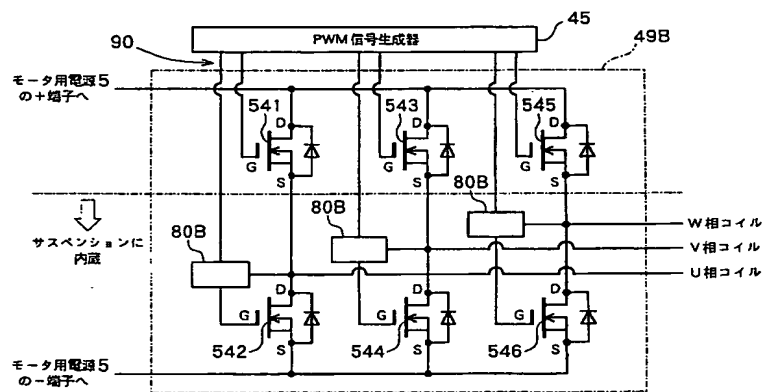 PWM 信号生成器
45
90
49B
モータ用電源5
の+端子へ
541
D
G
S
543
D
G
S
545
D
G
S
サスペンションに
内蔵
80B
80B
80B
W相コイル
V相コイル
U相コイル
D
G
S
542
D
G
S
544
D
G
S
546
モータ用電源5
の−端子へ